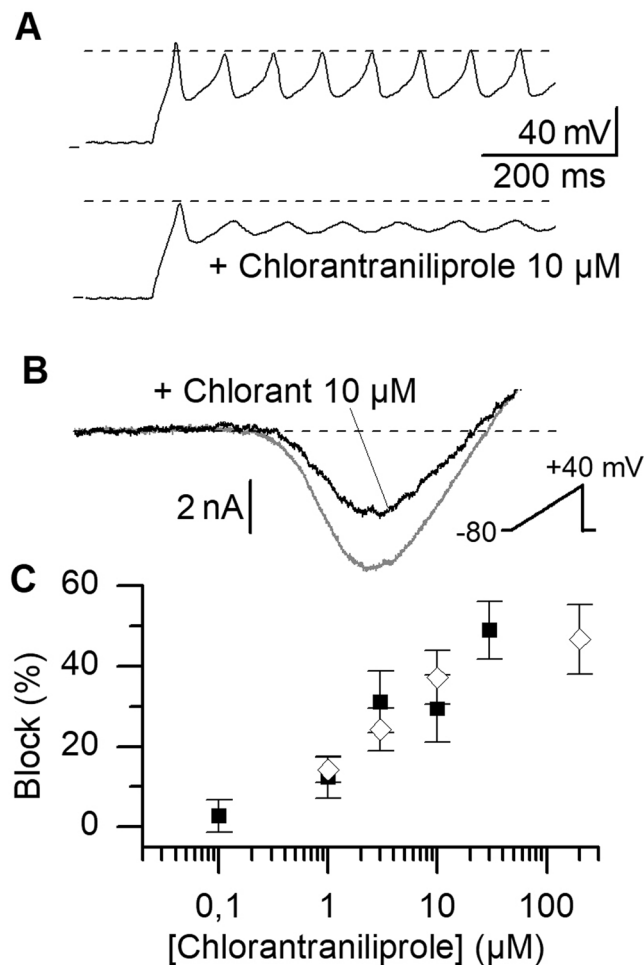 A
40 mV
200 ms
+ Chlorantraniliprole 10 µM
B
+ Chlorant 10 µM
+40 mV
2 nA
-80
C
60
40
20
0
Block (%)
0,1 1 10 100
[Chlorantraniliprole] (µM)